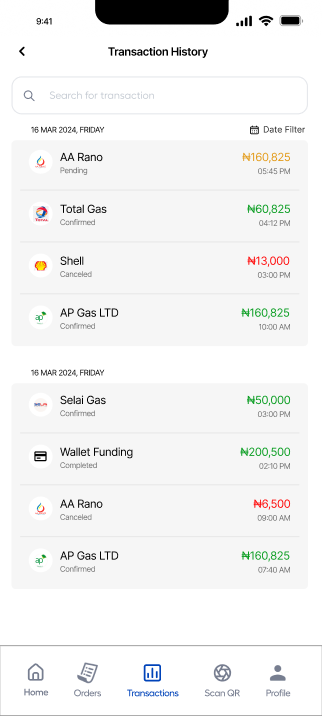 9:41
Transaction History
Search for transaction
16 MAR 2024, FRIDAY
Date Filter
AA Rano ₦160,825
Pending 05:45 PM
Total Gas ₦60,825
Confirmed 04:12 PM
Shell ₦13,000
Canceled 03:00 PM
AP Gas LTD ₦160,825
Confirmed 10:00 AM
16 MAR 2024, FRIDAY
Selai Gas ₦50,000
Confirmed 03:00 PM
Wallet Funding ₦200,500
Completed 02:10 PM
AA Rano ₦6,500
Canceled 09:00 AM
AP Gas LTD ₦160,825
Confirmed 07:40 AM
Home Orders Transactions Scan QR Profile